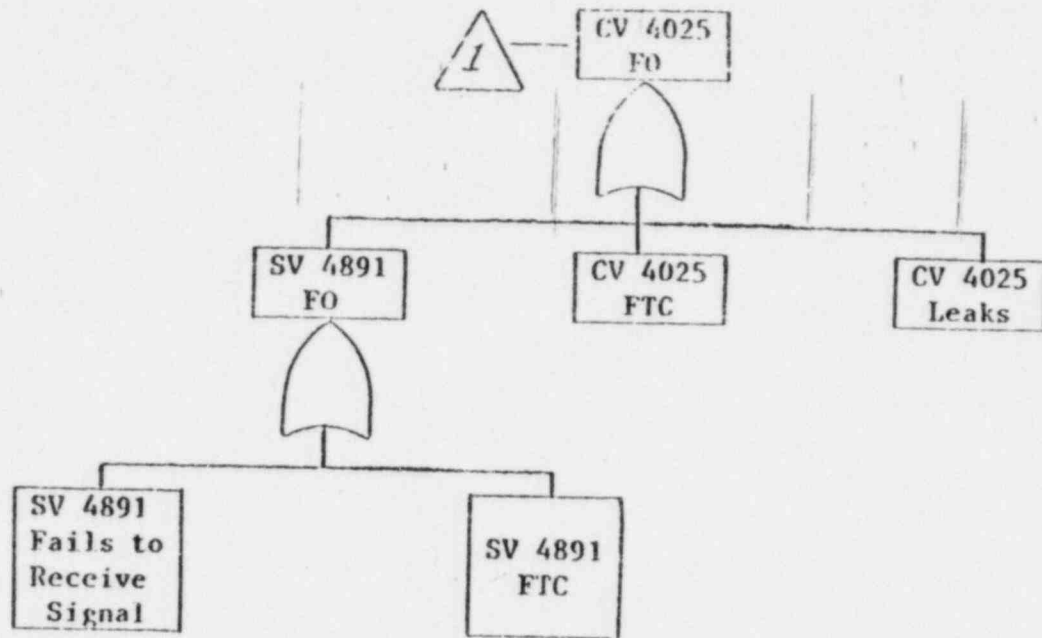 1
CV 4025
FO
SV 4891
FO
CV 4025
FTC
CV 4025
Leaks
SV 4891
Fails to
Receive
Signal
SV 4891
FTC